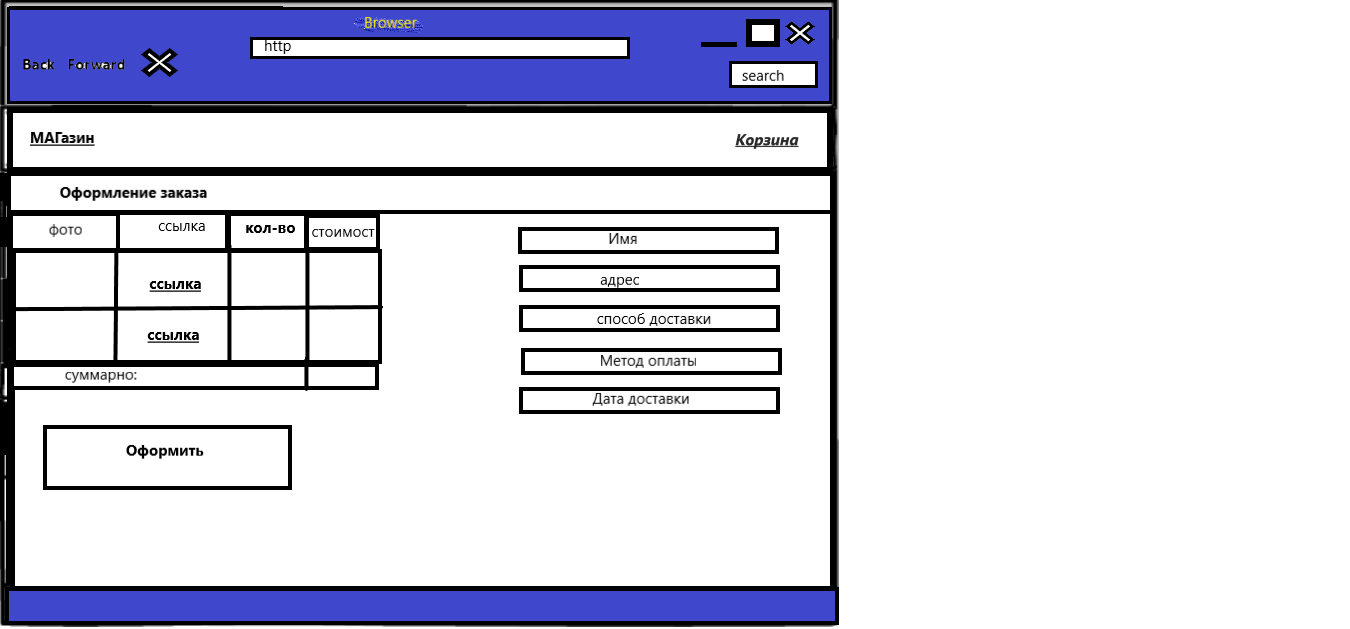 Browser
http
Back Forward
search
МАГазин
Корзина
Оформление заказа
фото ссылка кол-во стоимост
ссылка
ссылка
суммарно:
Оформить
Имя
адрес
способ доставки
Метод оплаты
Дата доставки